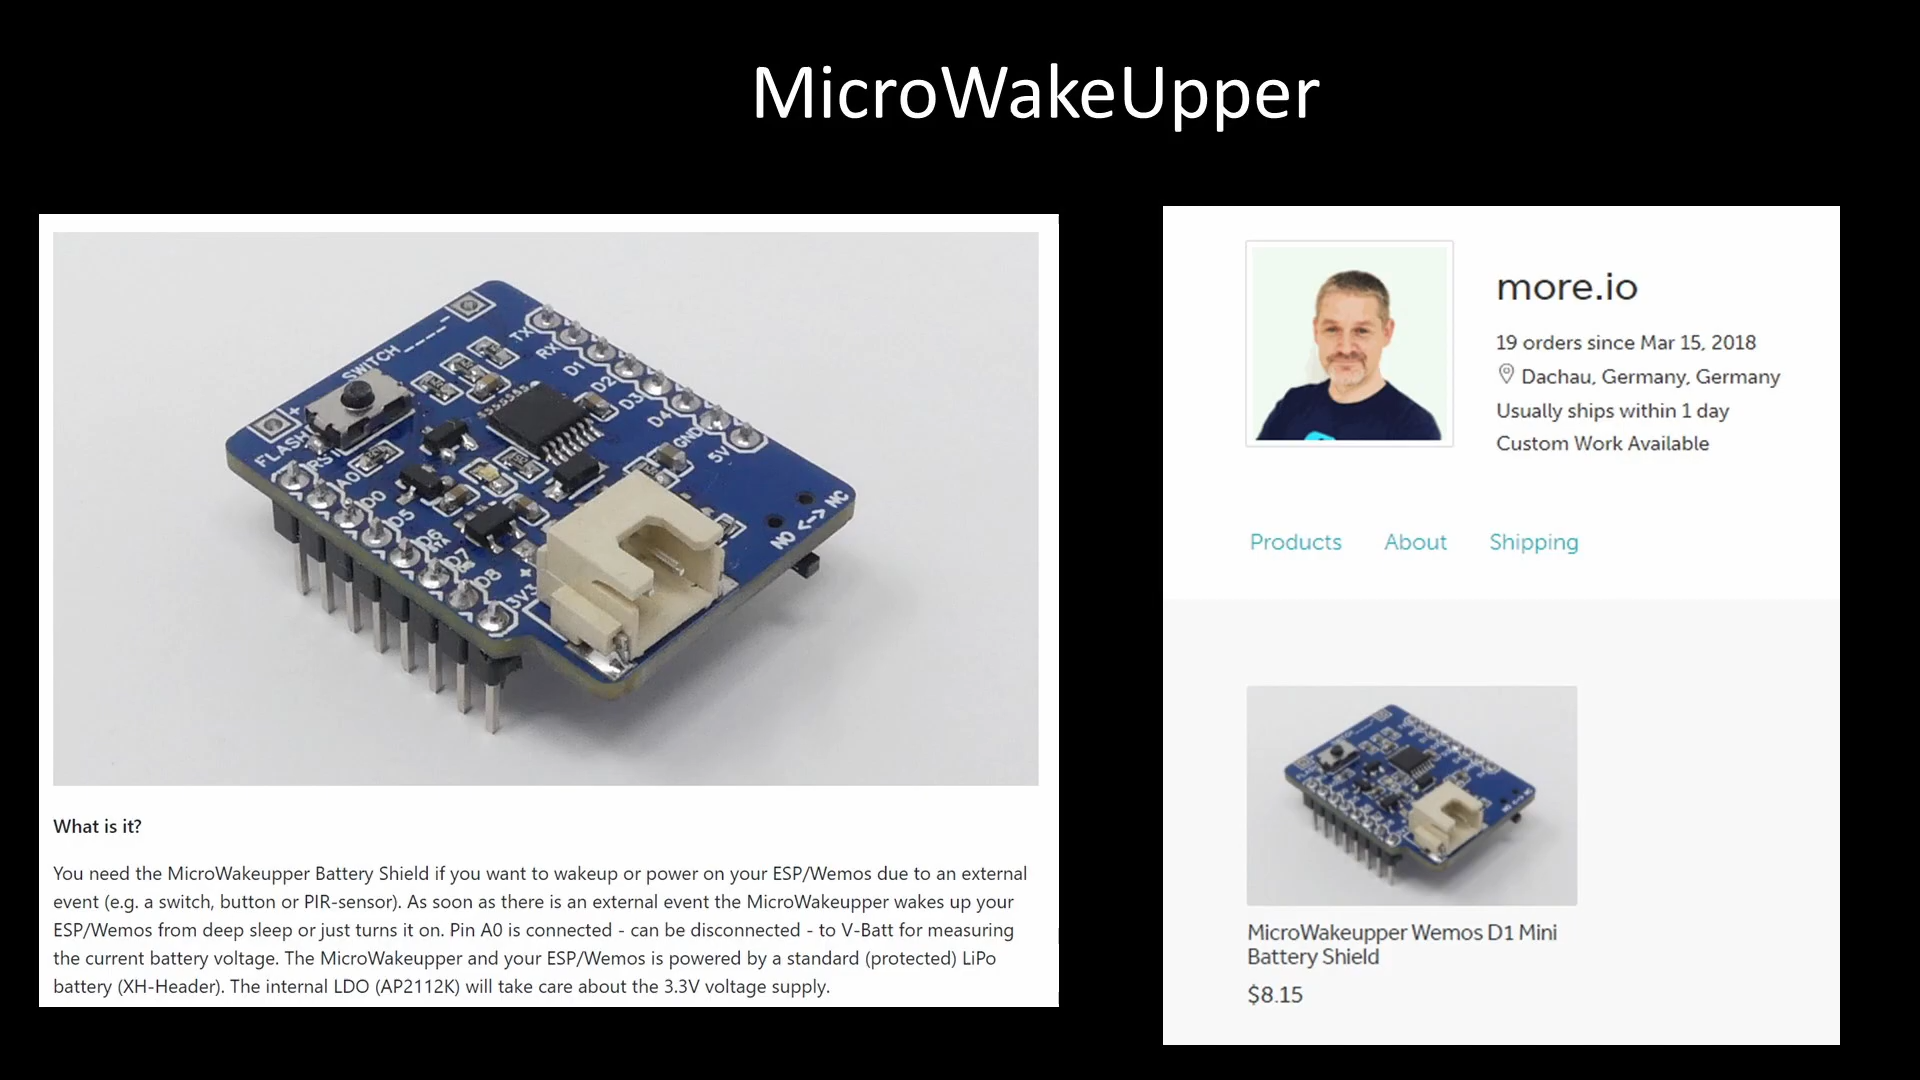 MicroWakeUpper
SWITCH
TX
RX
D1
D2
D3
D4
GND
5V
+
FLASH
RST
A0
D0
D5
D6
D7
D8
3V3
+
NO <-> NC
What is it?
You need the MicroWakeupper Battery Shield if you want to wakeup or power on your ESP/Wemos due to an external
event (e.g. a switch, button or PIR-sensor). As soon as there is an external event the MicroWakeupper wakes up your
ESP/Wemos from deep sleep or just turns it on. Pin A0 is connected - can be disconnected - to V-Batt for measuring
the current battery voltage. The MicroWakeupper and your ESP/Wemos is powered by a standard (protected) LiPo
battery (XH-Header). The internal LDO (AP2112K) will take care about the 3.3V voltage supply.
more.io
19 orders since Mar 15, 2018
Dachau, Germany, Germany
Usually ships within 1 day
Custom Work Available
Products About Shipping
MicroWakeupper Wemos D1 Mini
Battery Shield
$8.15